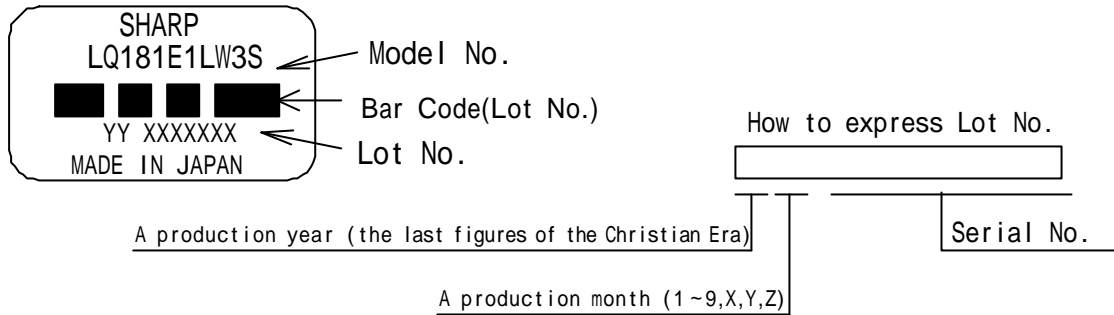 SHARP
LQ181E1LW3S
Model No.
Bar Code(Lot No.)
YY XXXXXXX
Lot No.
MADE IN JAPAN
How to express Lot No.
A production year (the last figures of the Christian Era)
Serial No.
A production month (1~9,X,Y,Z)